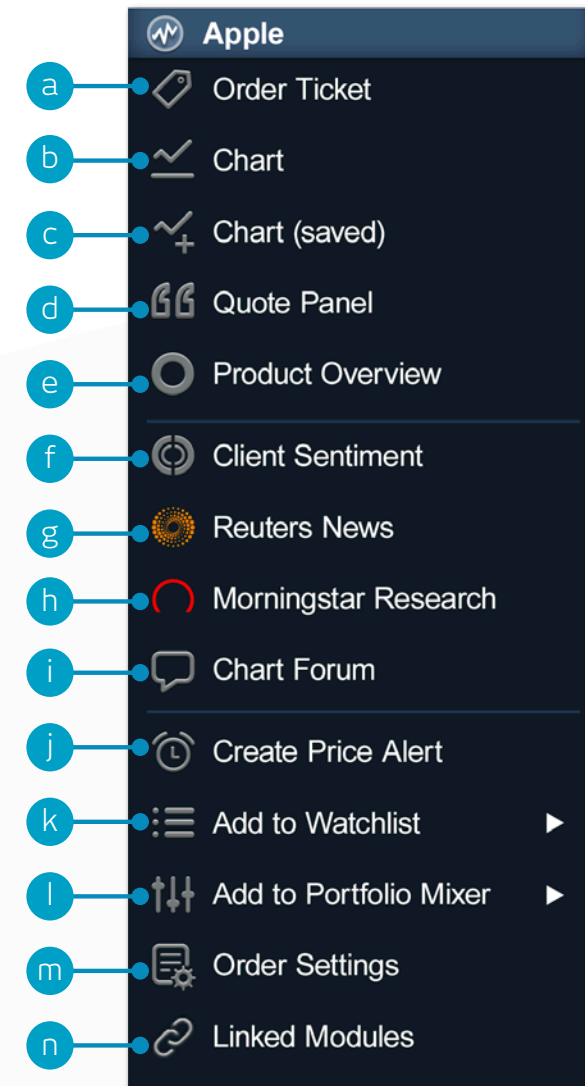 Apple
a Order Ticket
b Chart
c Chart (saved)
d Quote Panel
e Product Overview
f Client Sentiment
g Reuters News
h Morningstar Research
i Chart Forum
j Create Price Alert
k Add to Watchlist
l Add to Portfolio Mixer
m Order Settings
n Linked Modules